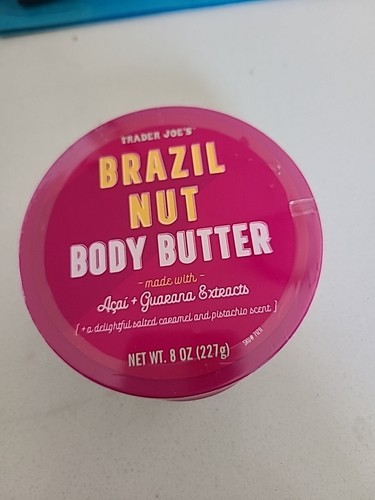 TRADER JOE'S
BRAZIL
NUT
BODY BUTTER
- made with -
Açaí + Guarana Extracts
[ + a delightful salted caramel and pistachio scent ]
NET WT. 8 OZ (227g)